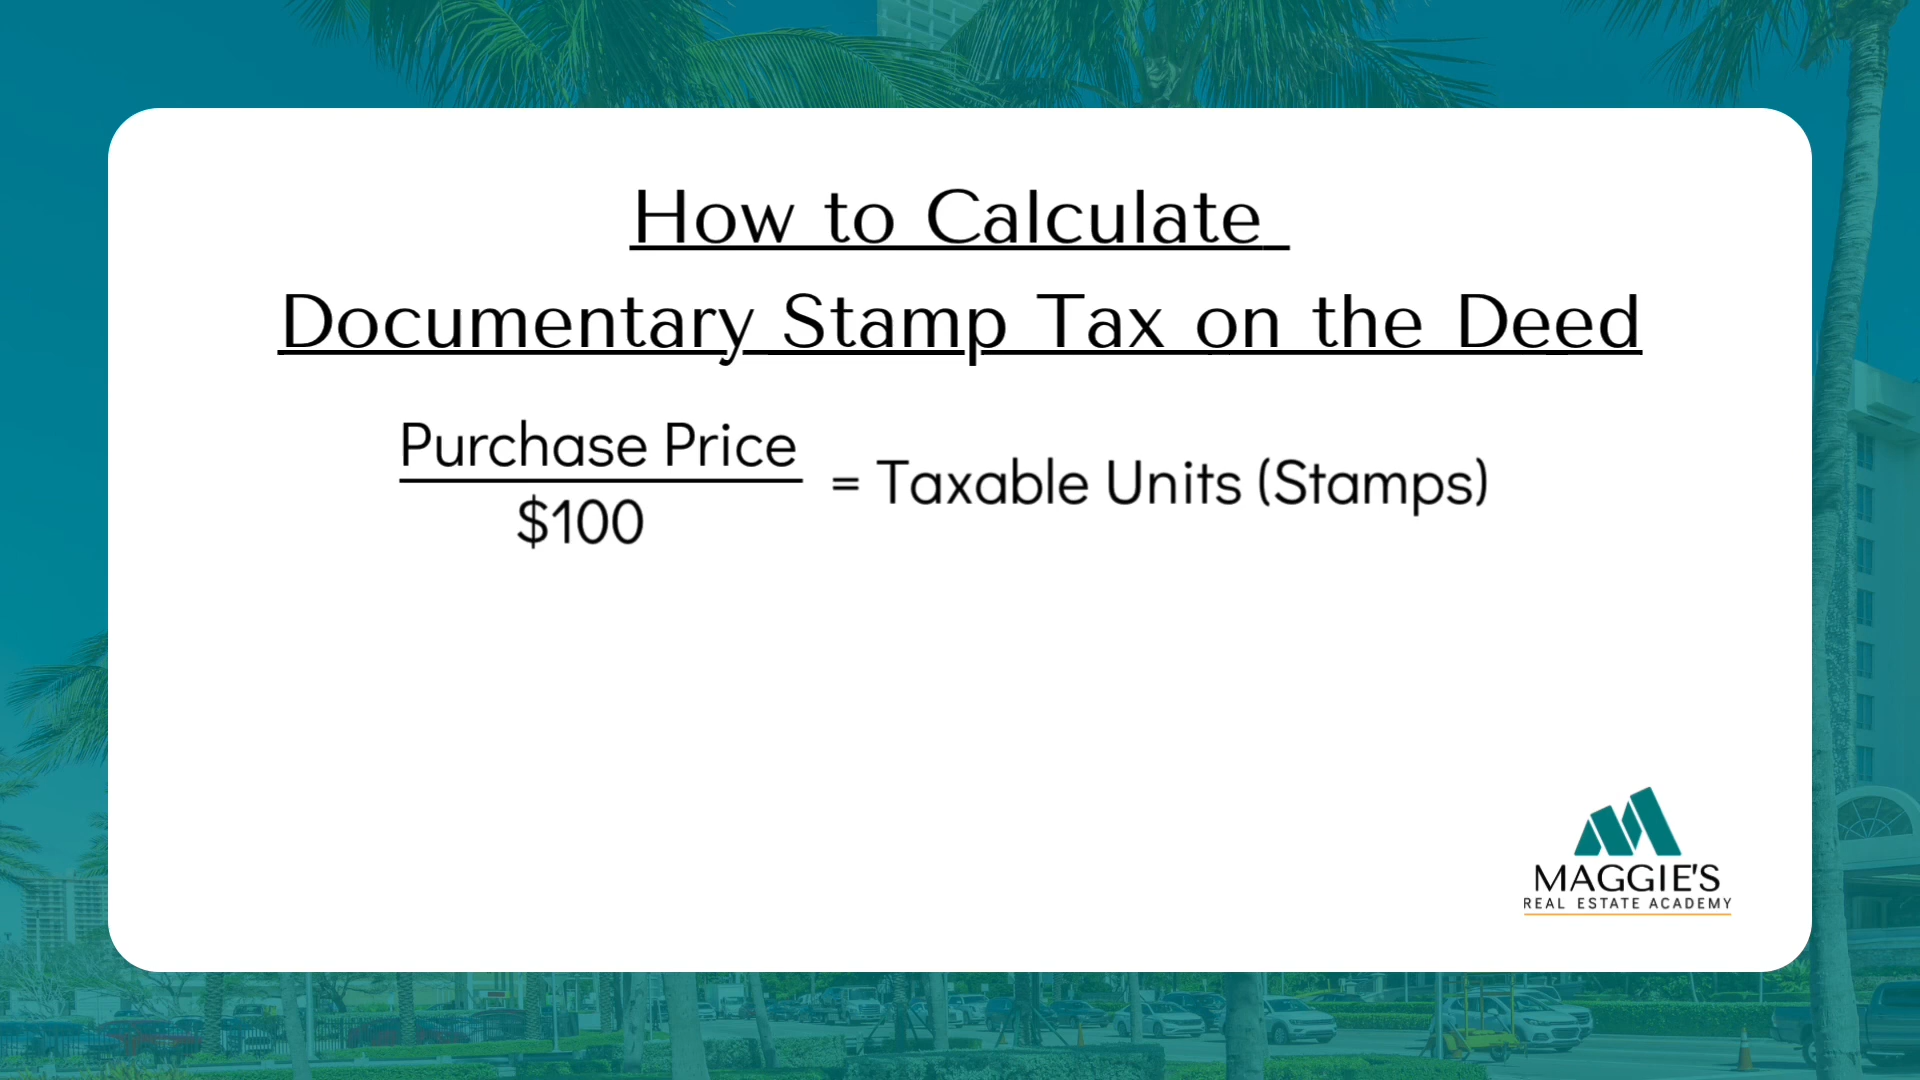 How to Calculate
Documentary Stamp Tax on the Deed
Purchase Price
$100
= Taxable Units (Stamps)
MAGGIE'S
REAL ESTATE ACADEMY